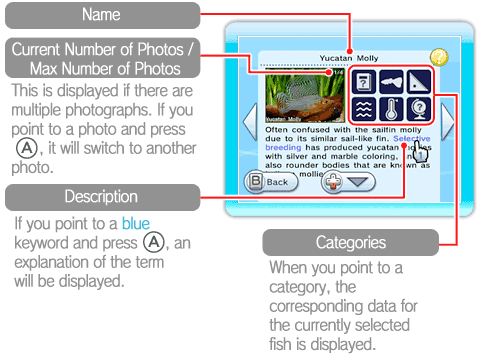 Name
Current Number of Photos /
Max Number of Photos
This is displayed if there are
multiple photographs. If you
point to a photo and press
A, it will switch to another
photo.
Description
If you point to a blue
keyword and press A, an
explanation of the term
will be displayed.
Yucatan Molly
?
1/4
Yucatan Molly
?
?
Often confused with the sailfin molly
due to its similar sail-like fin. Selective
breeding has produced yucatan
with silver and marble coloring.
also rounder bodies that are known as
mollie
B Back
1
Categories
When you point to a
category, the
corresponding data for
the currently selected
fish is displayed.